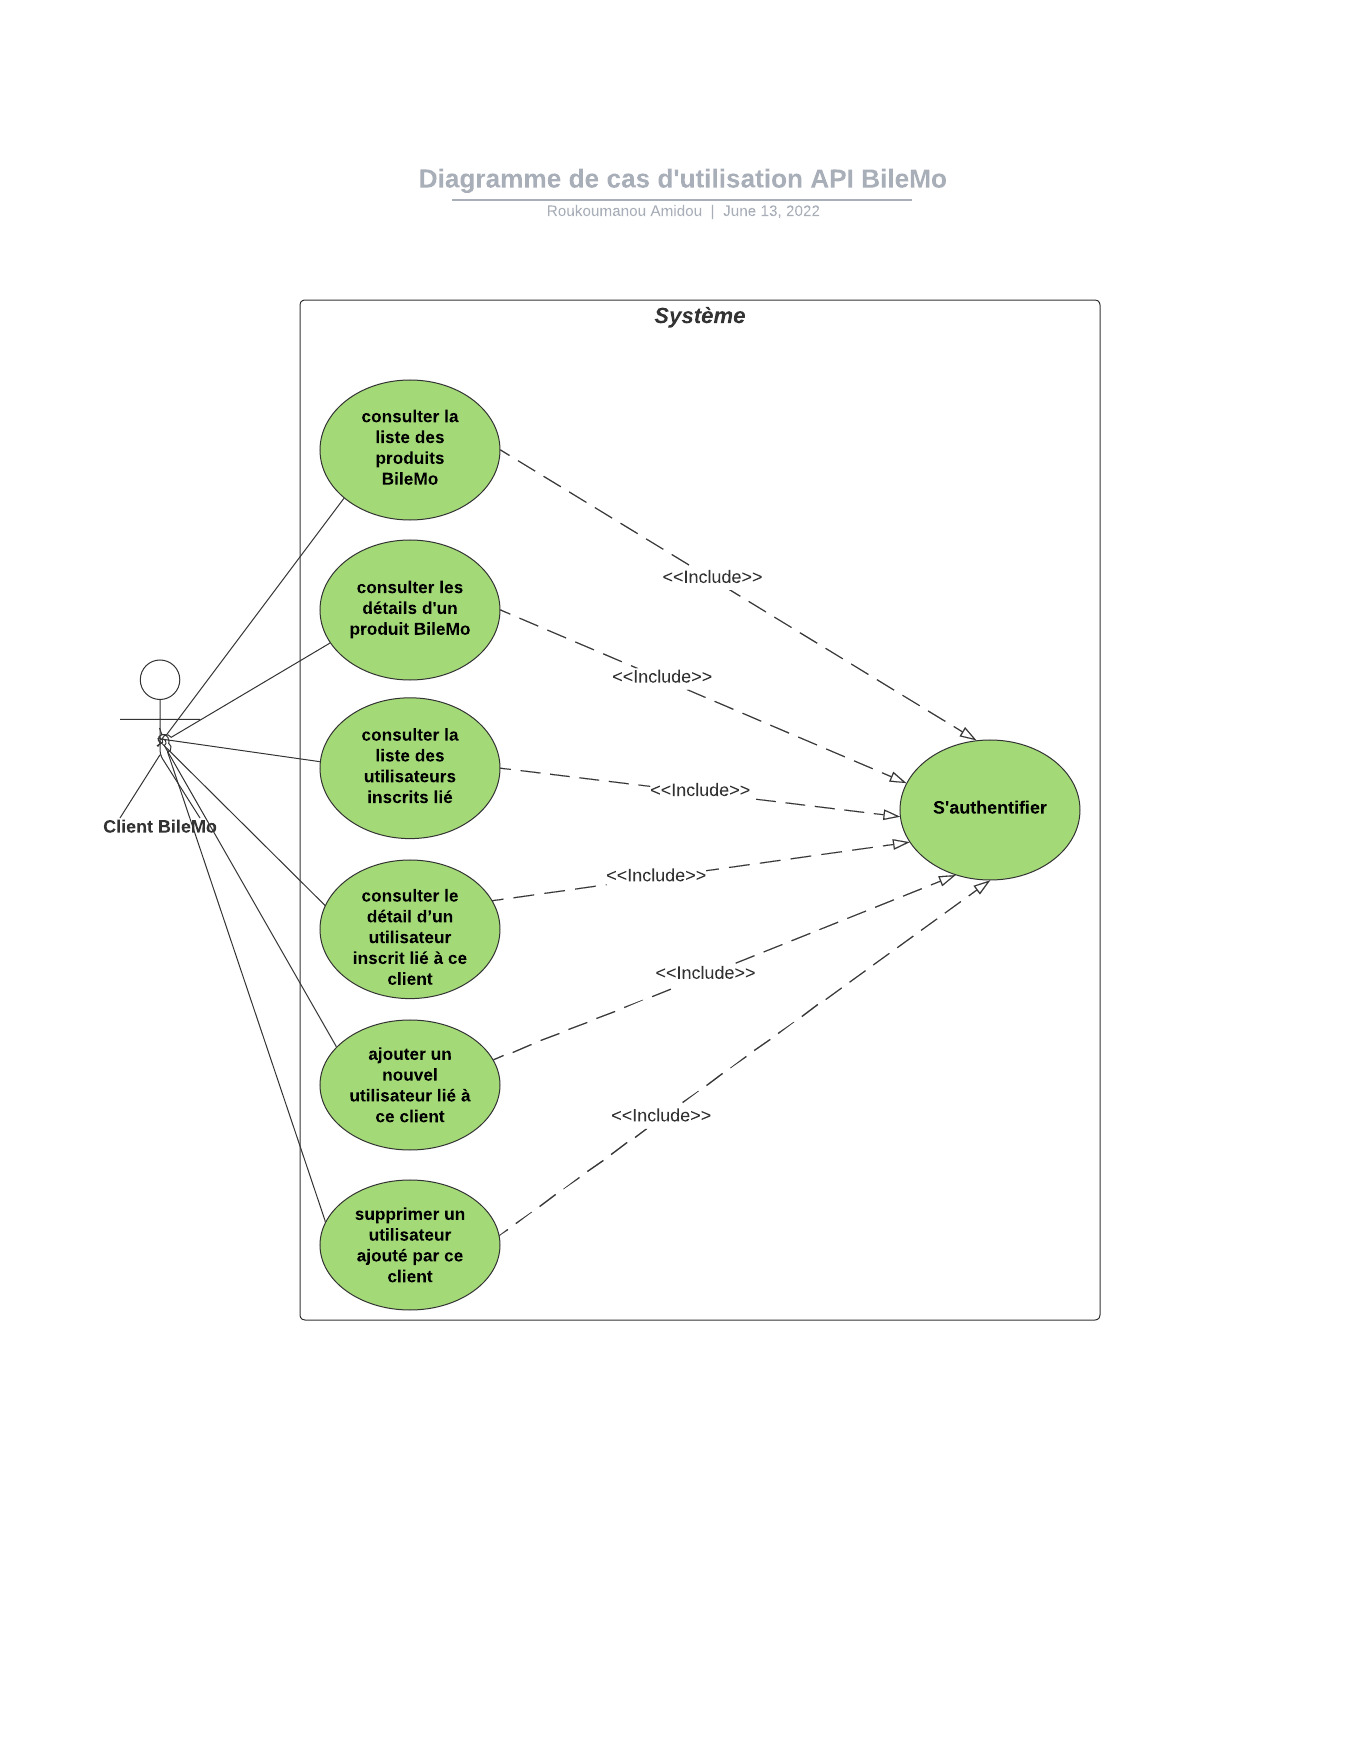 Diagramme de cas d'utilisation API BileMo
Roukoumanou Amidou | June 13, 2022
Système
consulter la
liste des
produits
BileMo
<<Include>>
consulter les
détails d'un
produit BileMo
<<Include>>
consulter la
liste des
utilisateurs
inscrits lié
<<Include>>
S'authentifier
Client BileMo
consulter le
détail d’un
utilisateur
inscrit lié à ce
client
<<Include>>
ajouter un
nouvel
utilisateur lié à
ce client
<<Include>>
supprimer un
utilisateur
ajouté par ce
client
<<Include>>